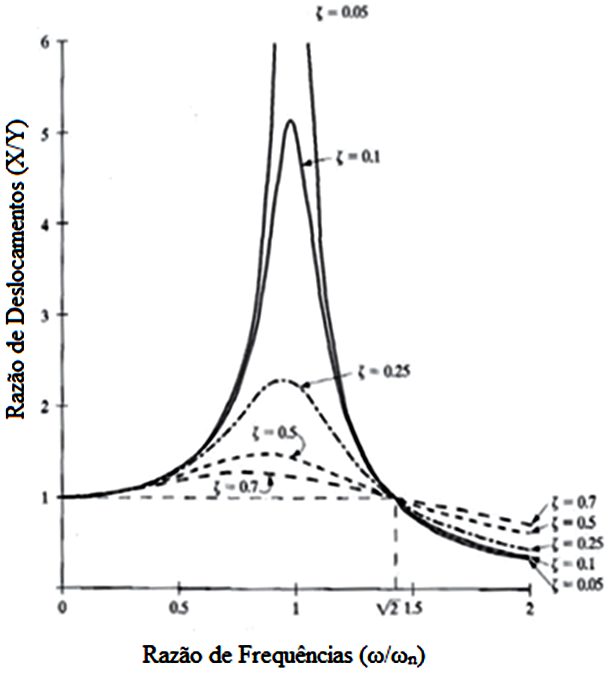 ζ = 0.05
6
5
4
3
2
1
Razão de Deslocamentos (X/Y)
ζ = 0.1
ζ = 0.25
ζ = 0.5
ζ = 0.7
ζ = 0.7
ζ = 0.5
ζ = 0.25
ζ = 0.1
ζ = 0.05
0 0.5 1 √2 1.5 2
Razão de Frequências (ω/ωn)